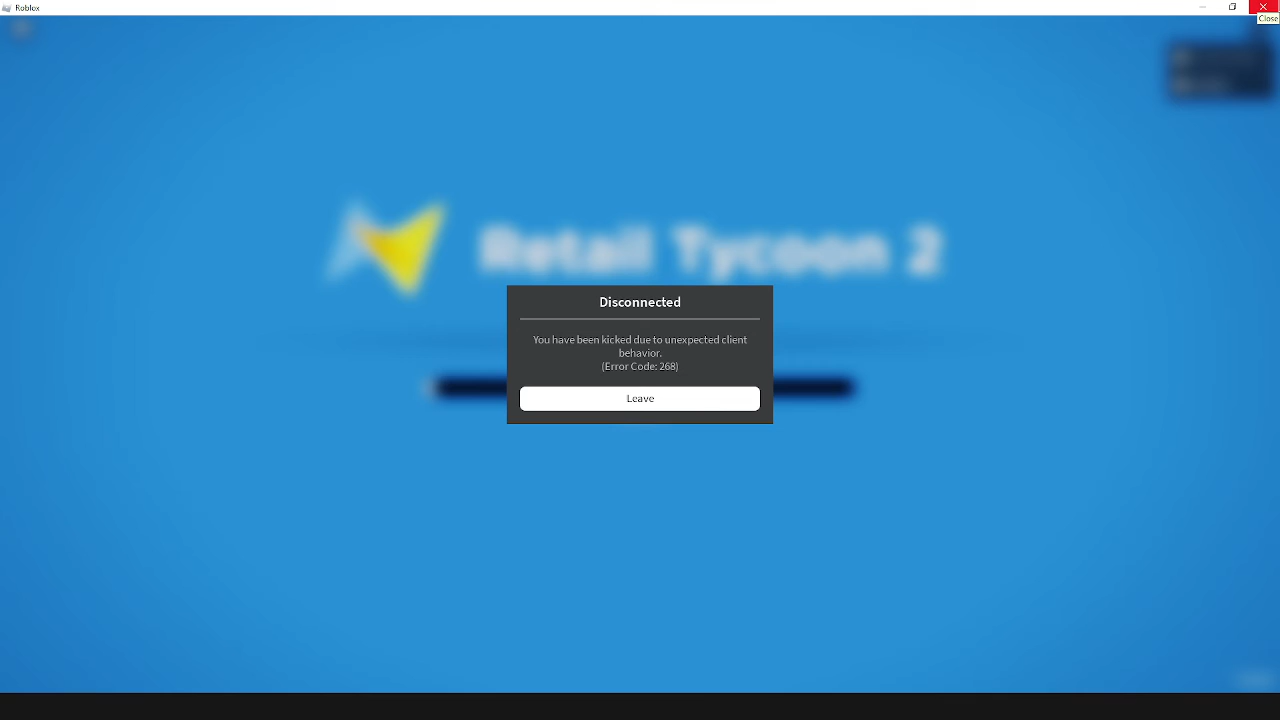 Roblox
Close
Retail Tycoon 2
Disconnected
You have been kicked due to unexpected client
behavior.
(Error Code: 268)
Leave